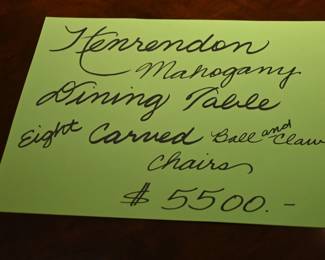 Henrendon
Mahogany
Dining Table
Eight Carved Ball and Claw
Chairs
$ 5500.-